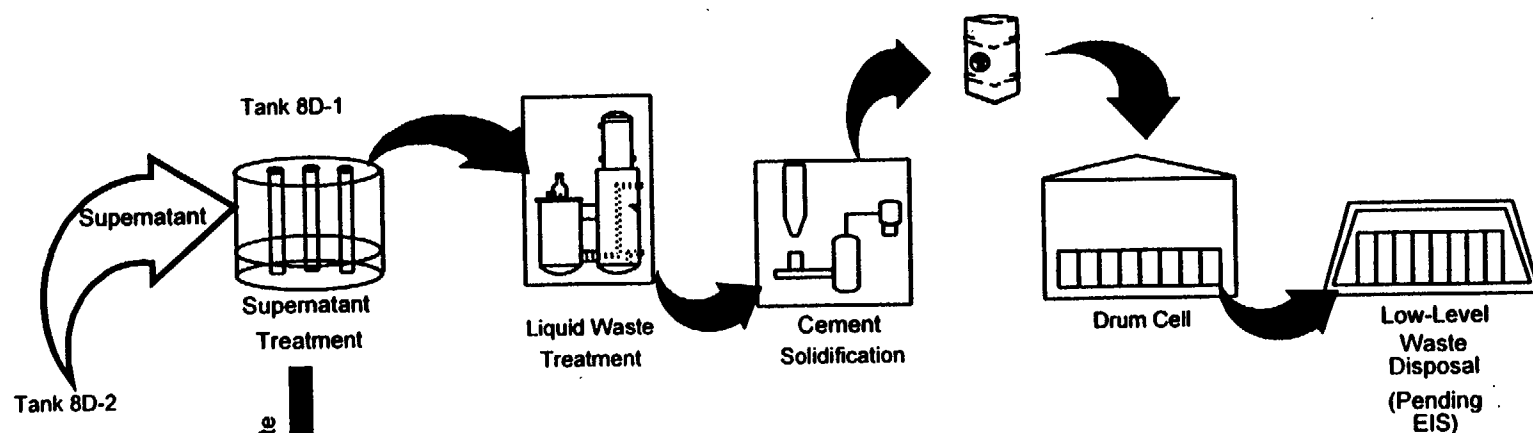 Tank 8D-1
Supernatant
Supernatant
Treatment
Tank 8D-2
Liquid Waste
Treatment
Cement
Solidification
Drum Cell
Low-Level
Waste
Disposal
(Pending
EIS)